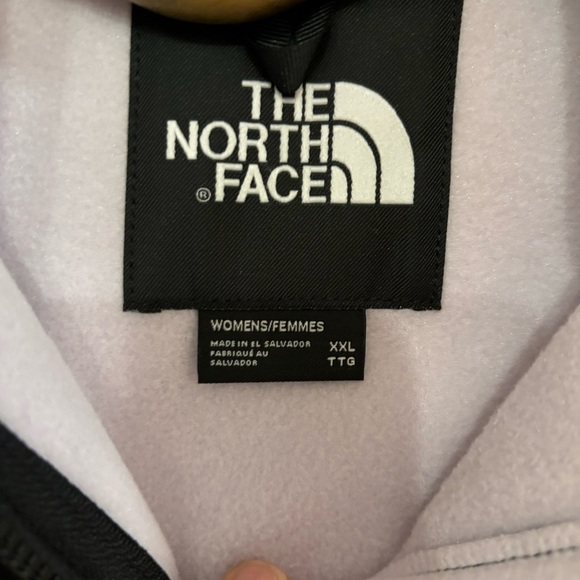 THE
NORTH
® FACE
WOMENS/FEMMES
MADE IN EL SALVADOR XXL
FABRIQUÉ AU TTG
SALVADOR